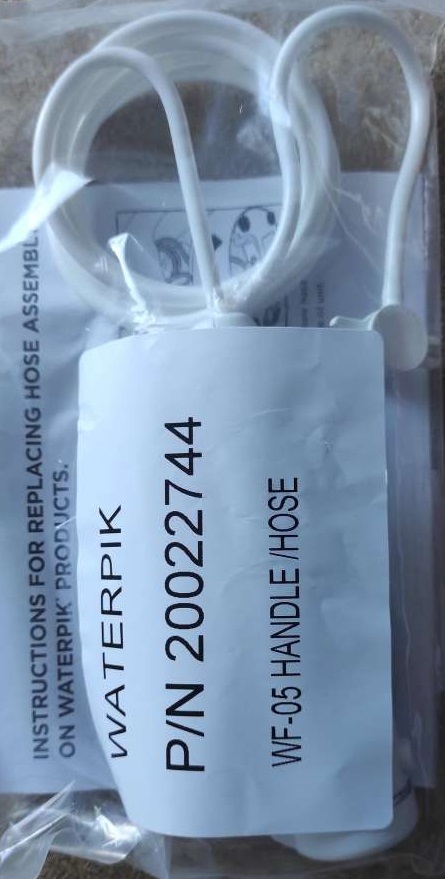 INSTRUCTIONS FOR REPLACING HOSE ASSEMBL
ON WATERPIK PRODUCTS.
WATERPIK
P/N 20022744
WF-05 HANDLE /HOSE